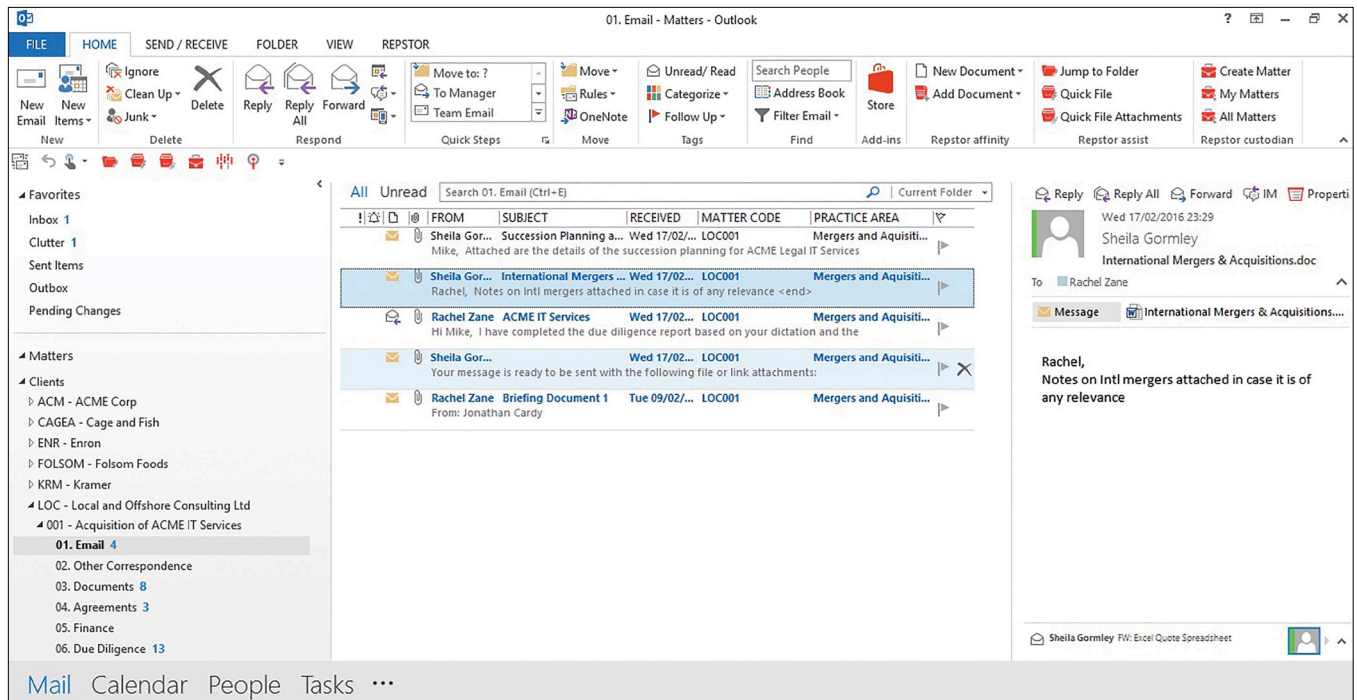 01. Email - Matters - Outlook
FILE HOME SEND / RECEIVE FOLDER VIEW REPSTOR
New Email
New Items
Ignore
Clean Up
Junk
Delete
Reply
Reply All
Forward
Move to: ?
To Manager
Team Email
Move
Rules
OneNote
Unread/ Read
Categorize
Follow Up
Search People
Address Book
Filter Email
Store
New Document
Add Document
Jump to Folder
Quick File
Quick File Attachments
Create Matter
My Matters
All Matters
New Delete Respond Quick Steps Move Tags Find Add-ins Repstor affinity Repstor assist Repstor custodian
Favorites
Inbox 1
Clutter 1
Sent Items
Outbox
Pending Changes
Matters
Clients
ACM - ACME Corp
CAGEA - Cage and Fish
ENR - Enron
FOLSOM - Folsom Foods
KRM - Kramer
LOC - Local and Offshore Consulting Ltd
001 - Acquisition of ACME IT Services
01. Email 4
02. Other Correspondence
03. Documents 8
04. Agreements 3
05. Finance
06. Due Diligence 13
All Unread Search 01. Email (Ctrl+E) Current Folder
! FROM SUBJECT RECEIVED MATTER CODE PRACTICE AREA
Sheila Gor... Succession Planning a... Wed 17/02/... LOC001 Mergers and Aquisiti...
Mike, Attached are the details of the succession planning for ACME Legal IT Services
Sheila Gor... International Mergers ... Wed 17/02... LOC001 Mergers and Aquisiti...
Rachel, Notes on Intl mergers attached in case it is of any relevance <end>
Rachel Zane ACME IT Services Wed 17/02... LOC001 Mergers and Aquisiti...
Hi Mike, I have completed the due diligence report based on your dictation and the
Sheila Gor... Wed 17/02... LOC001 Mergers and Aquisiti...
Your message is ready to be sent with the following file or link attachments:
Rachel Zane Briefing Document 1 Tue 09/02/... LOC001 Mergers and Aquisiti...
From: Jonathan Cardy
Reply Reply All Forward IM Properti
Wed 17/02/2016 23:29
Sheila Gormley
International Mergers & Acquisitions.doc
To Rachel Zane
Message International Mergers & Acquisitions....
Rachel,
Notes on Intl mergers attached in case it is of
any relevance
Sheila Gormley FW: Excel Quote Spreadsheet
Mail Calendar People Tasks •••